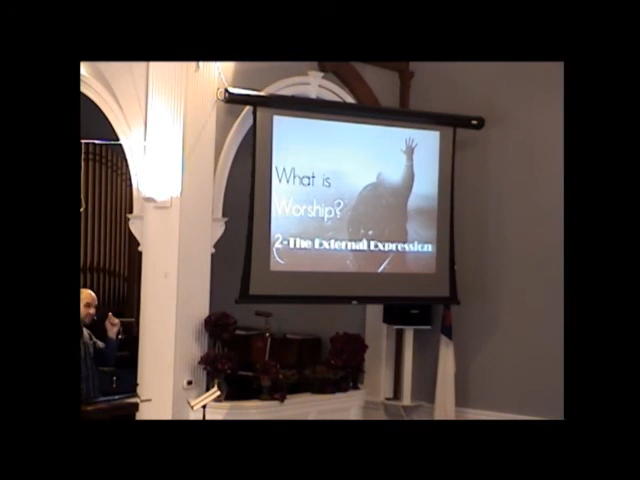 What is
Worship?
2-The External Expression